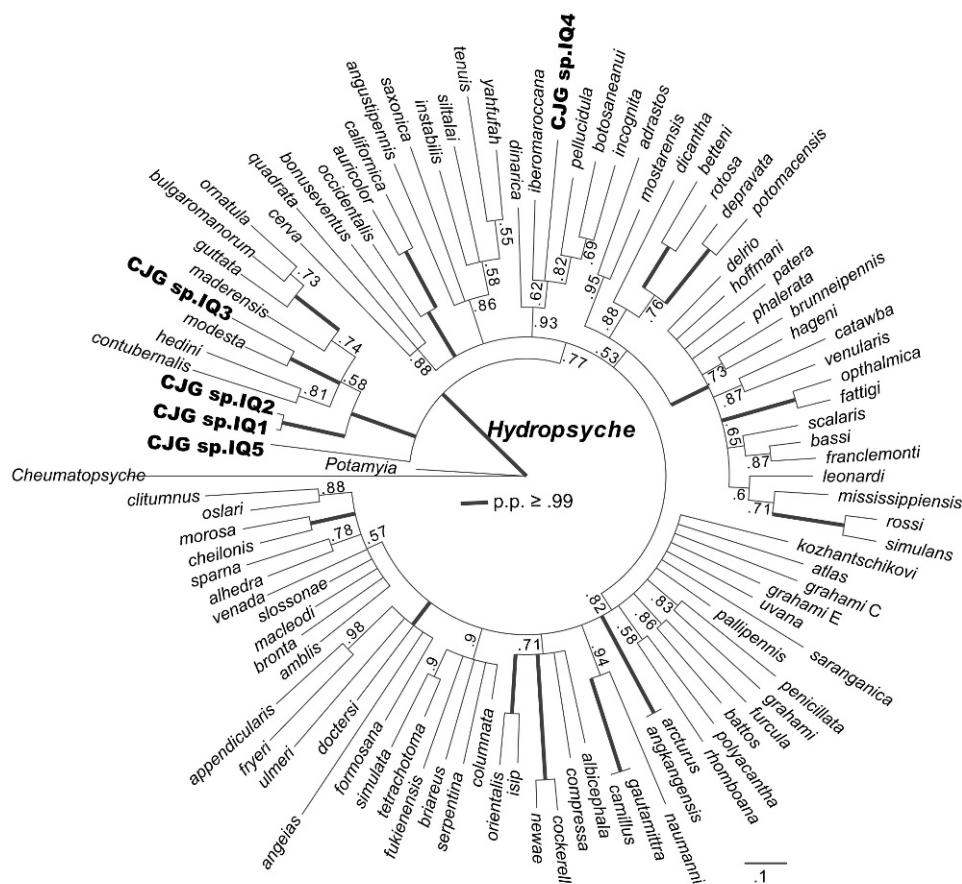 CJG sp.IQ4
tenuis
yahfufah
siltalai
instabilis
saxonica
angustipennis
californica
auricolor
occidentalis
bonuseventus
quadrata
cerva
ornatula
bulgaromanorum
guttata
maderensis
CJG sp.IQ3
modesta
hedini
contubernalis
CJG sp.IQ2
CJG sp.IQ1
CJG sp.IQ5
Potamyia
Cheumatopsyche
dinarica
iberomaroccana
pellucidula
botosaneanui
incognita
adrastos
mostarensis
dicantha
betteni
rotosa
depravata
potomacensis
delrio
hoffmani
patera
phalerata
brunneipennis
hageni
catawba
venularis
opthalmica
fattigi
scalaris
bassi
franclemonti
leonardi
mississippiensis
rossi
simulans
kozhantschikovi
atlas
grahami C
grahami E
uvana
saranganica
pallipennis
penicillata
grahami
furcula
battos
polyacantha
rhomboana
arcturus
angkangensis
naumanni
gautamittra
camillus
compressa
albicephala
cockerell
newae
isip
orientalis
columnata
serpentina
briareus
fukienensis
tetrachotoma
simulata
formosana
angeias
doctersi
ulmeri
fryeri
appendicularis
amblis
bronta
macleodi
slossonae
venada
alhedra
sparna
cheilonis
morosa
oslari
clitumnus
Hydropsyche
p.p. ≥ .99
.55
.58
.86
.88
.73
.74
.58
.81
.62
.82
.69
.93
.95
.88
.53
.77
.76
.73
.87
.65
.87
.6
.71
.82
.83
.86
.58
.94
.71
.9
.9
.98
.57
.78
.88
.1